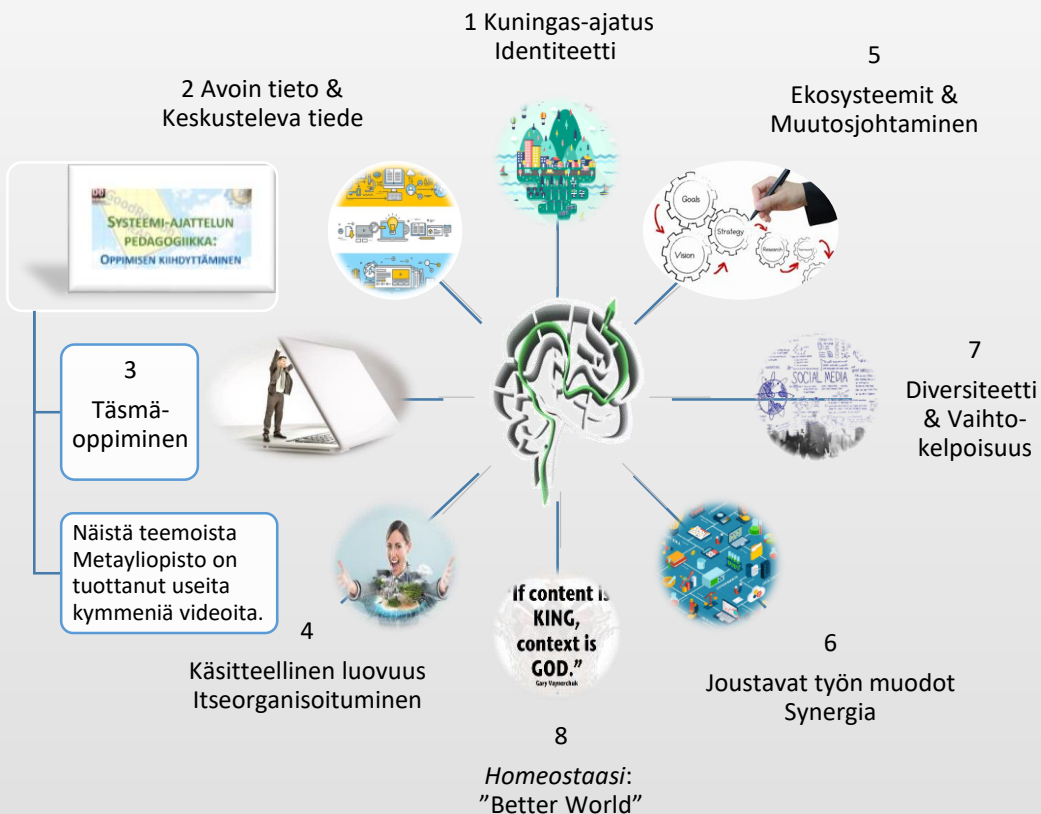 1 Kuningas-ajatus
Identiteetti
2 Avoin tieto &
Keskusteleva tiede
5
Ekosysteemit &
Muutosjohtaminen
SYSTEEMI-AJATTELUN
PEDAGOGIIKKA:
OPPIMISEN KIIHDYTTÄMINEN
Goals
Strategy
Vision
Research
3
Täsmä-
oppiminen
SOCIAL MEDIA
7
Diversiteetti
& Vaihto-
kelpoisuus
Näistä teemoista
Metayliopisto on
tuottanut useita
kymmeniä videoita.
4
Käsitteellinen luovuus
Itseorganisoituminen
If content is
KING,
context is
GOD.”
Gary Vaynerchuk
6
Joustavat työn muodot
Synergia
8
Homeostaasi:
”Better World”